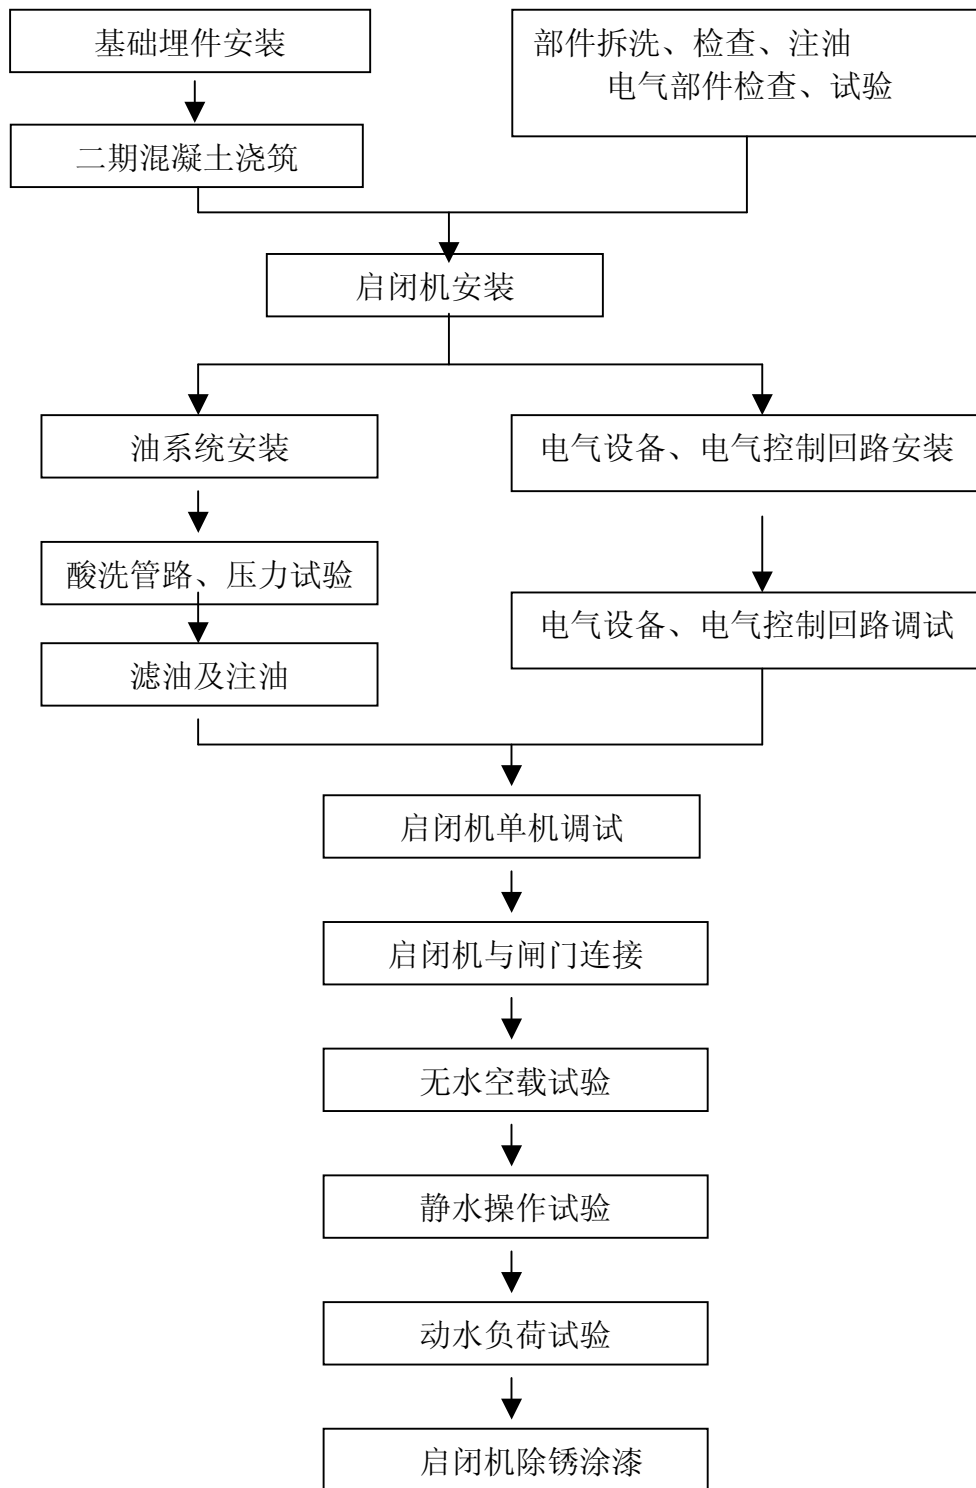 基础埋件安装
部件拆洗、检查、注油
电气部件检查、试验
二期混凝土浇筑
启闭机安装
油系统安装
电气设备、电气控制回路安装
酸洗管路、压力试验
电气设备、电气控制回路调试
滤油及注油
启闭机单机调试
启闭机与闸门连接
无水空载试验
静水操作试验
动水负荷试验
启闭机除锈涂漆